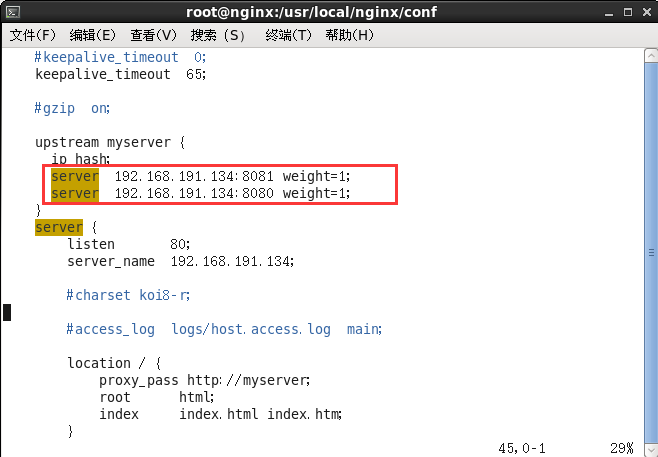 root@nginx:/usr/local/nginx/conf
文件(F) 编辑(E) 查看(V) 搜索 (S) 终端(T) 帮助(H)
#keepalive_timeout 0;
keepalive_timeout 65;
#gzip on;
upstream myserver {
ip_hash;
server 192.168.191.134:8081 weight=1;
server 192.168.191.134:8080 weight=1;
}
server {
listen 80;
server_name 192.168.191.134;
#charset koi8-r;
#access_log logs/host.access.log main;
location / {
proxy_pass http://myserver;
root html;
index index.html index.htm;
}
45,0-1 29%